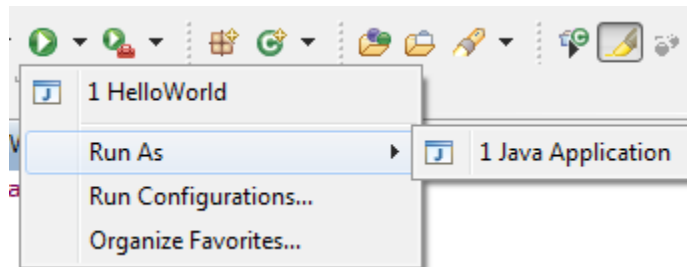 1 HelloWorld
Run As
1 Java Application
Run Configurations...
Organize Favorites...